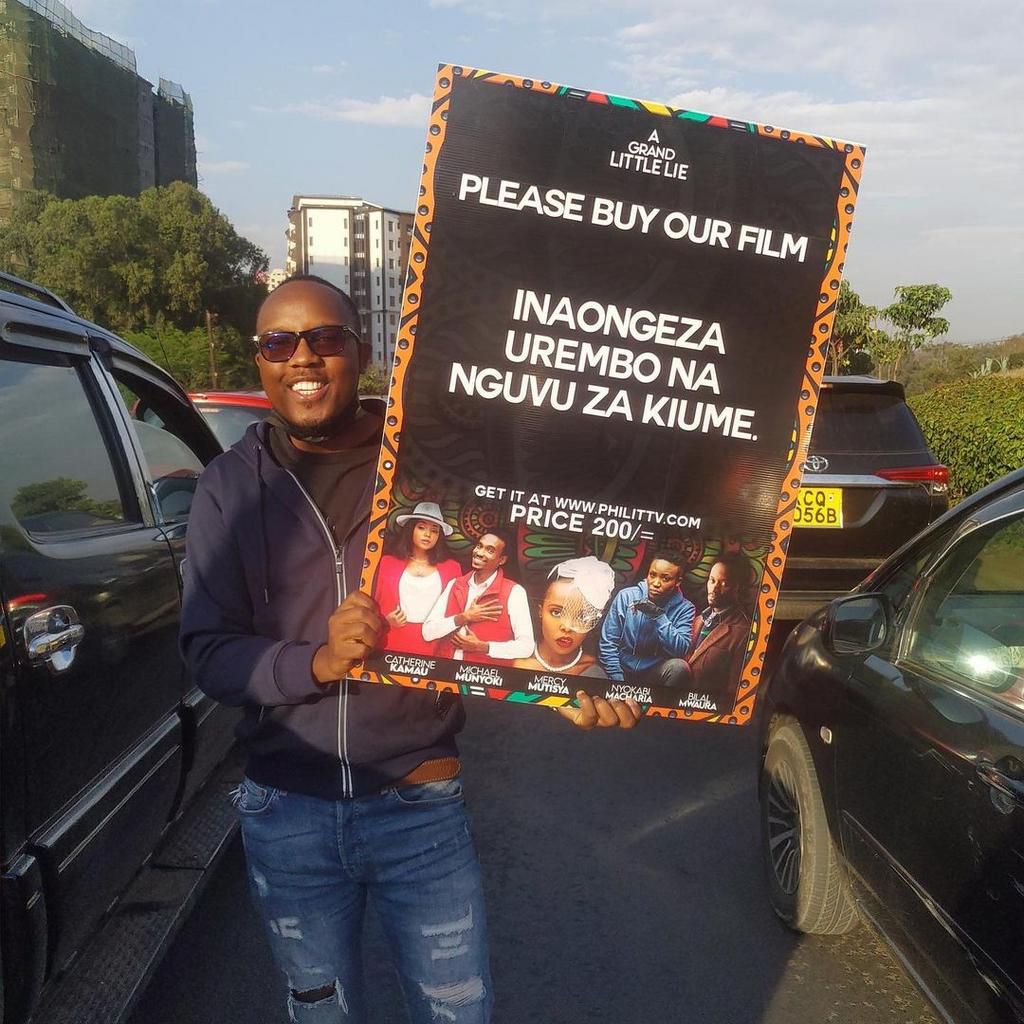 A
GRAND
LITTLE LIE
PLEASE BUY OUR FILM
INAONGEZA
UREMBO NA
NGUVU ZA KIUME.
GET IT AT WWW.PHILITTV.COM
PRICE 200/=
CATHERINE
KAMAU
MICHAEL
MUNYOKI
MERCY
MUTISYA
NYOKABI
MACHARIA
BILAL
MWAURA
KCQ
056B